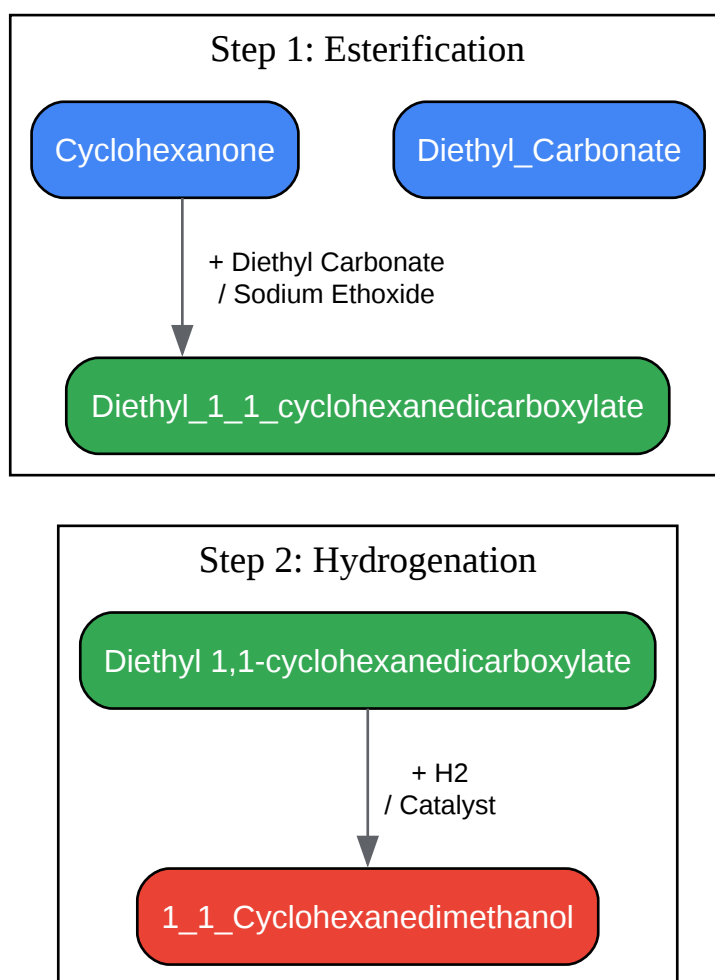 Step 1: Esterification
Cyclohexanone
Diethyl_Carbonate
+ Diethyl Carbonate
/ Sodium Ethoxide
Diethyl_1_1_cyclohexanedicarboxylate
Step 2: Hydrogenation
Diethyl 1,1-cyclohexanedicarboxylate
+ H2
/ Catalyst
1_1_Cyclohexanedimethanol